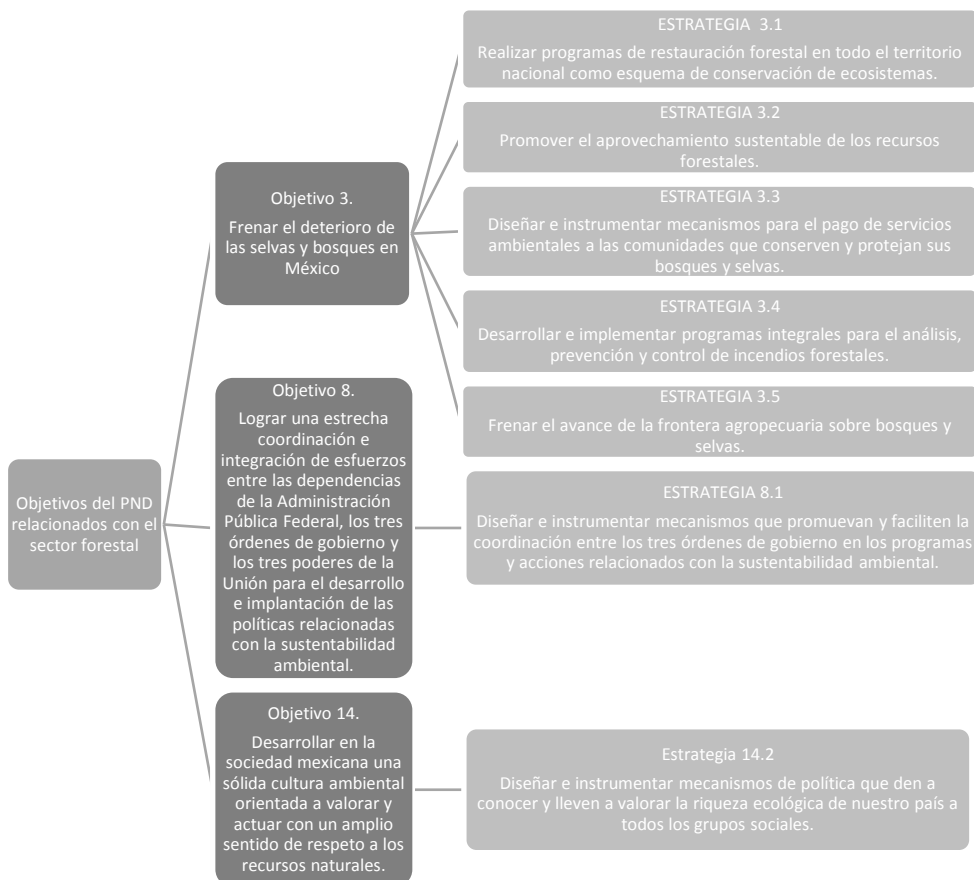 Objetivos del PND
relacionados con el
sector forestal
Objetivo 3.
Frenar el deterioro de
las selvas y bosques en
México
ESTRATEGIA 3.1
Realizar programas de restauración forestal en todo el territorio
nacional como esquema de conservación de ecosistemas.
ESTRATEGIA 3.2
Promover el aprovechamiento sustentable de los recursos
forestales.
ESTRATEGIA 3.3
Diseñar e instrumentar mecanismos para el pago de servicios
ambientales a las comunidades que conserven y protejan sus
bosques y selvas.
ESTRATEGIA 3.4
Desarrollar e implementar programas integrales para el análisis,
prevención y control de incendios forestales.
ESTRATEGIA 3.5
Frenar el avance de la frontera agropecuaria sobre bosques y
selvas.
Objetivo 8.
Lograr una estrecha
coordinación e
integración de esfuerzos
entre las dependencias
de la Administración
Pública Federal, los tres
órdenes de gobierno y
los tres poderes de la
Unión para el desarrollo
e implantación de las
políticas relacionadas
con la sustentabilidad
ambiental.
ESTRATEGIA 8.1
Diseñar e instrumentar mecanismos que promuevan y faciliten la
coordinación entre los tres órdenes de gobierno en los programas
y acciones relacionados con la sustentabilidad ambiental.
Objetivo 14.
Desarrollar en la
sociedad mexicana una
sólida cultura ambiental
orientada a valorar y
actuar con un amplio
sentido de respeto a los
recursos naturales.
Estrategia 14.2
Diseñar e instrumentar mecanismos de política que den a
conocer y lleven a valorar la riqueza ecológica de nuestro país a
todos los grupos sociales.